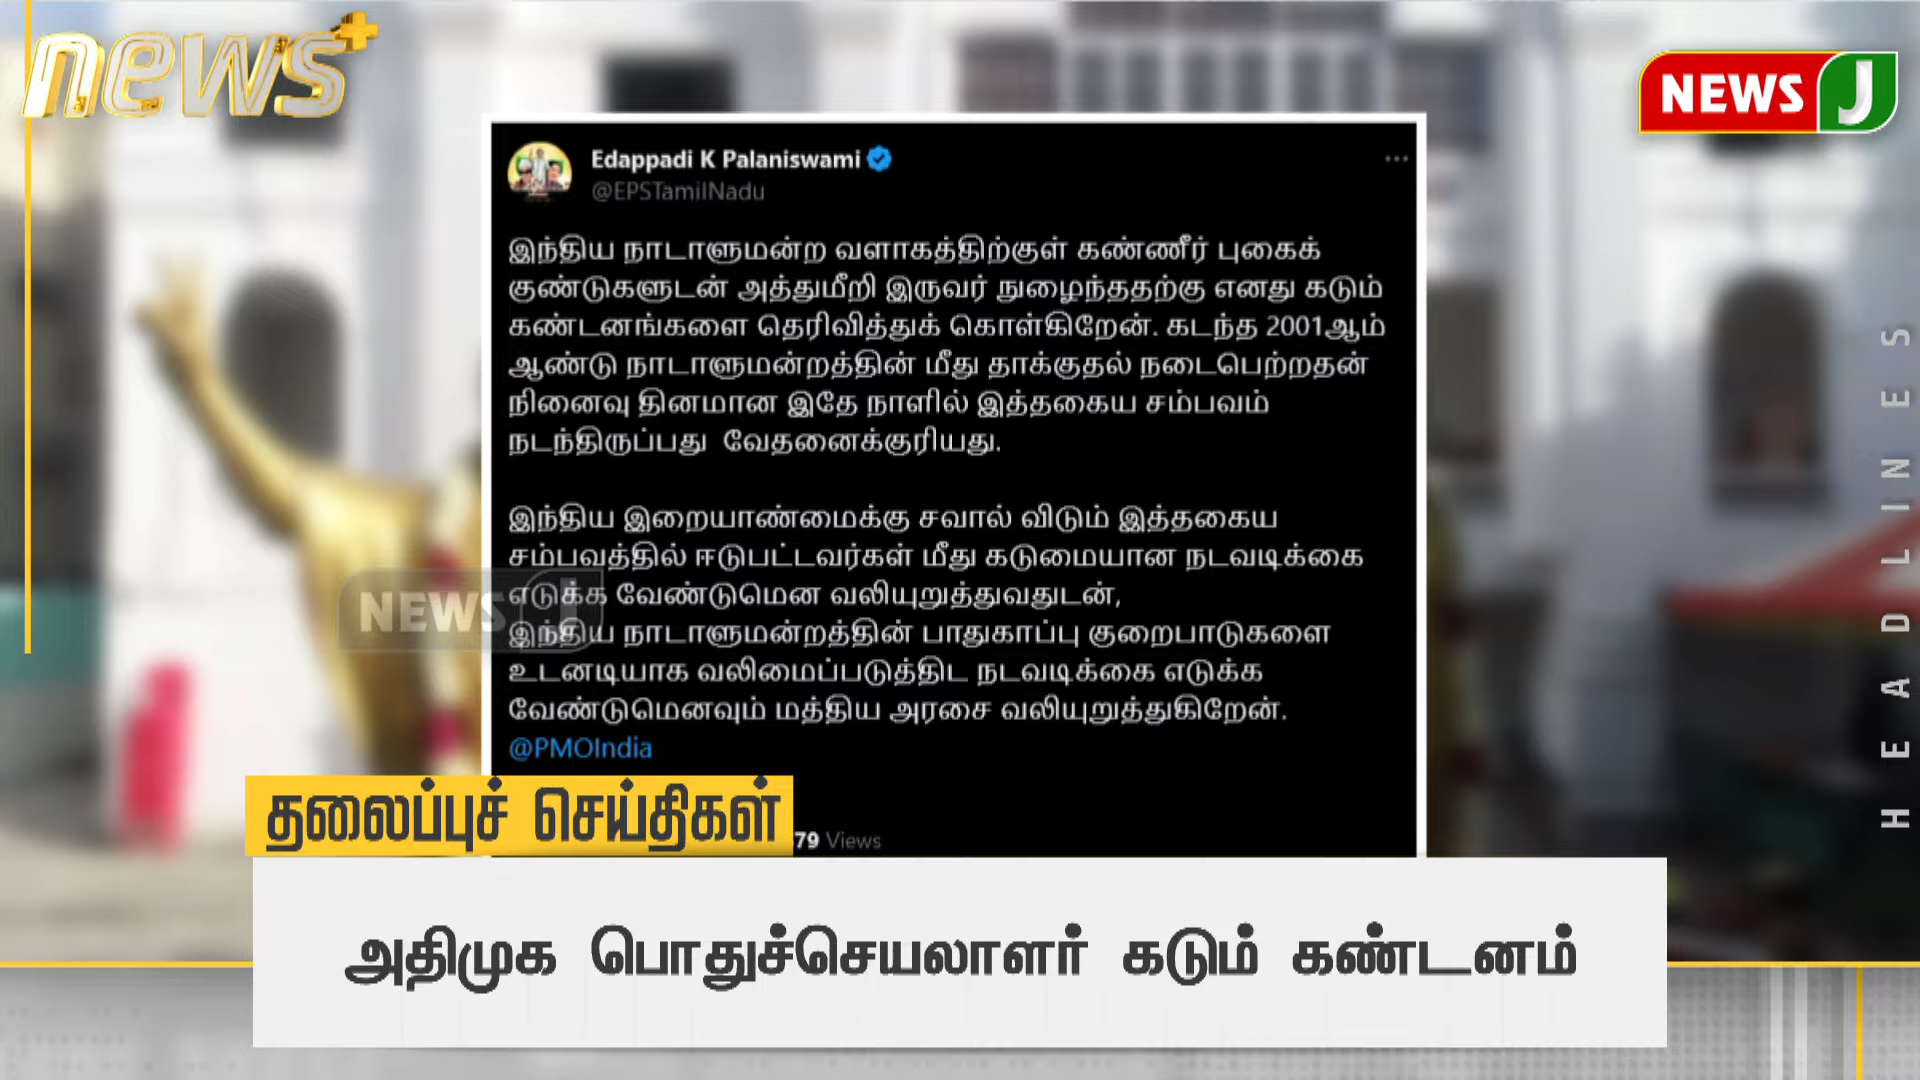 news+
NEWS J
Edappadi K Palaniswami
@EPSTamilNadu
இந்திய நாடாளுமன்ற வளாகத்திற்குள் கண்ணீர் புகைக்
குண்டுகளுடன் அத்துமீறி இருவர் நுழைந்ததற்கு எனது கடும்
கண்டனங்களை தெரிவித்துக் கொள்கிறேன். கடந்த 2001ஆம்
ஆண்டு நாடாளுமன்றத்தின் மீது தாக்குதல் நடைபெற்றதன்
நினைவு தினமான இதே நாளில் இத்தகைய சம்பவம்
நடந்திருப்பது வேதனைக்குரியது.
இந்திய இறையாண்மைக்கு சவால் விடும் இத்தகைய
சம்பவத்தில் ஈடுபட்டவர்கள் மீது கடுமையான நடவடிக்கை
எடுக்க வேண்டுமென வலியுறுத்துவதுடன்,
இந்திய நாடாளுமன்றத்தின் பாதுகாப்பு குறைபாடுகளை
உடனடியாக வலிமைப்படுத்திட நடவடிக்கை எடுக்க
வேண்டுமெனவும் மத்திய அரசை வலியுறுத்துகிறேன்.
@PMOIndia
79 Views
NEWS J
தலைப்புச் செய்திகள்
அதிமுக பொதுச்செயலாளர் கடும் கண்டனம்
HEADLINES